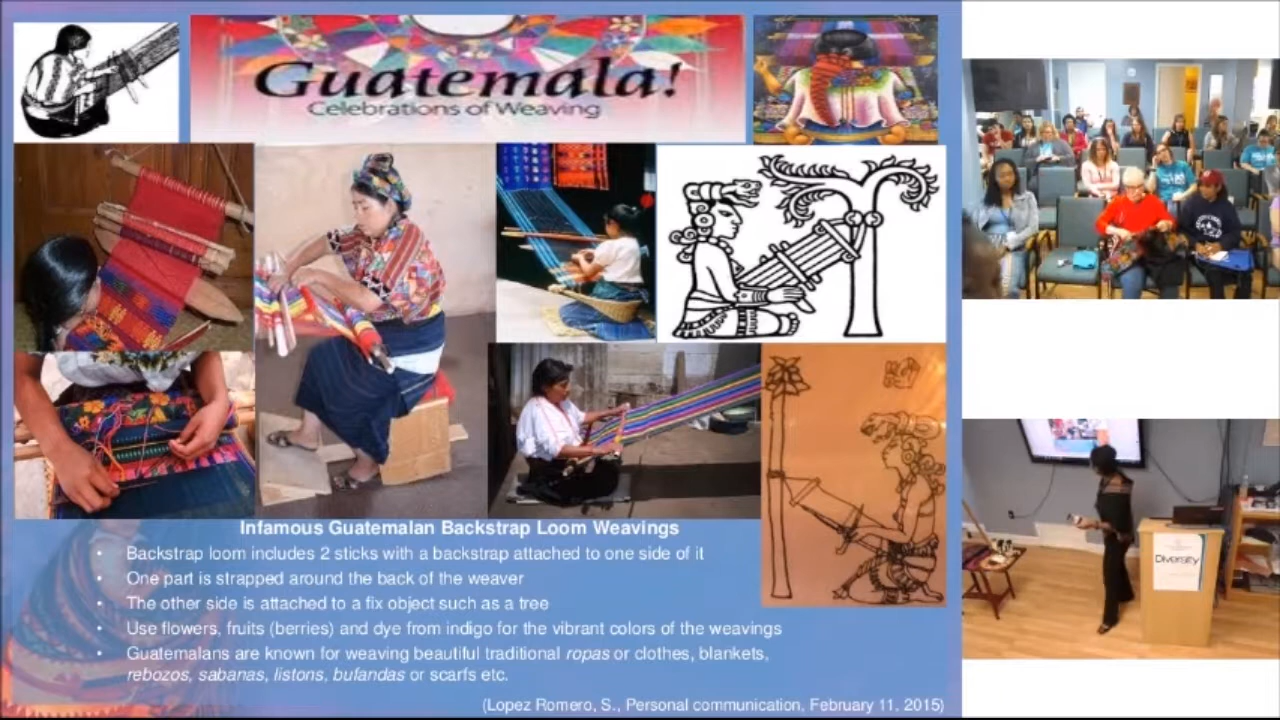 Guatemala!
Celebrations of Weaving
Infamous Guatemalan Backstrap Loom Weavings
• Backstrap loom includes 2 sticks with a backstrap attached to one side of it
• One part is strapped around the back of the weaver
• The other side is attached to a fix object such as a tree
• Use flowers, fruits (berries) and dye from indigo for the vibrant colors of the weavings
• Guatemalans are known for weaving beautiful traditional ropas or clothes, blankets,
rebozos, sabanas, listons, bufandas or scarfs etc.
(Lopez Romero, S., Personal communication, February 11, 2015)
Diversity